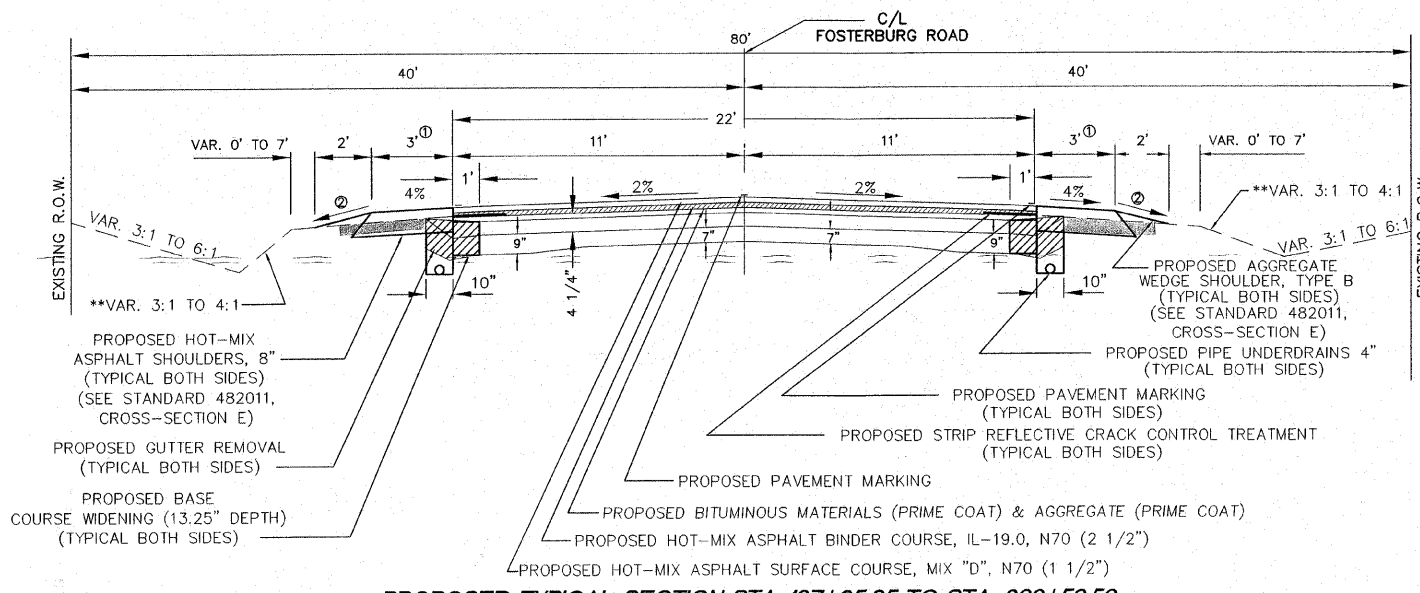 C/L
FOSTERBURG ROAD
80'
40'
40'
22'
VAR. 0' TO 7'
2'
3'①
11'
11'
3'①
2'
VAR. 0' TO 7'
1'
1'
②
4%
2%
2%
4%
②
**VAR. 3:1 TO 4:1
EXISTING R.O.W.
VAR. 3:1 TO 6:1
9"
7"
7"
9"
VAR. 3:1 TO 6:1
**VAR. 3:1 TO 4:1
10"
4 1/4"
10"
PROPOSED AGGREGATE
WEDGE SHOULDER, TYPE B
(TYPICAL BOTH SIDES)
(SEE STANDARD 482011,
CROSS-SECTION E)
PROPOSED HOT-MIX
ASPHALT SHOULDERS, 8"
(TYPICAL BOTH SIDES)
(SEE STANDARD 482011,
CROSS-SECTION E)
PROPOSED PIPE UNDERDRAINS 4"
(TYPICAL BOTH SIDES)
PROPOSED PAVEMENT MARKING
(TYPICAL BOTH SIDES)
PROPOSED STRIP REFLECTIVE CRACK CONTROL TREATMENT
(TYPICAL BOTH SIDES)
PROPOSED GUTTER REMOVAL
(TYPICAL BOTH SIDES)
PROPOSED PAVEMENT MARKING
PROPOSED BASE
COURSE WIDENING (13.25" DEPTH)
(TYPICAL BOTH SIDES)
PROPOSED BITUMINOUS MATERIALS (PRIME COAT) & AGGREGATE (PRIME COAT)
PROPOSED HOT-MIX ASPHALT BINDER COURSE, IL-19.0, N70 (2 1/2")
PROPOSED HOT-MIX ASPHALT SURFACE COURSE, MIX "D", N70 (1 1/2")
PROPOSED TYPICAL SECTION STA. TO STA.